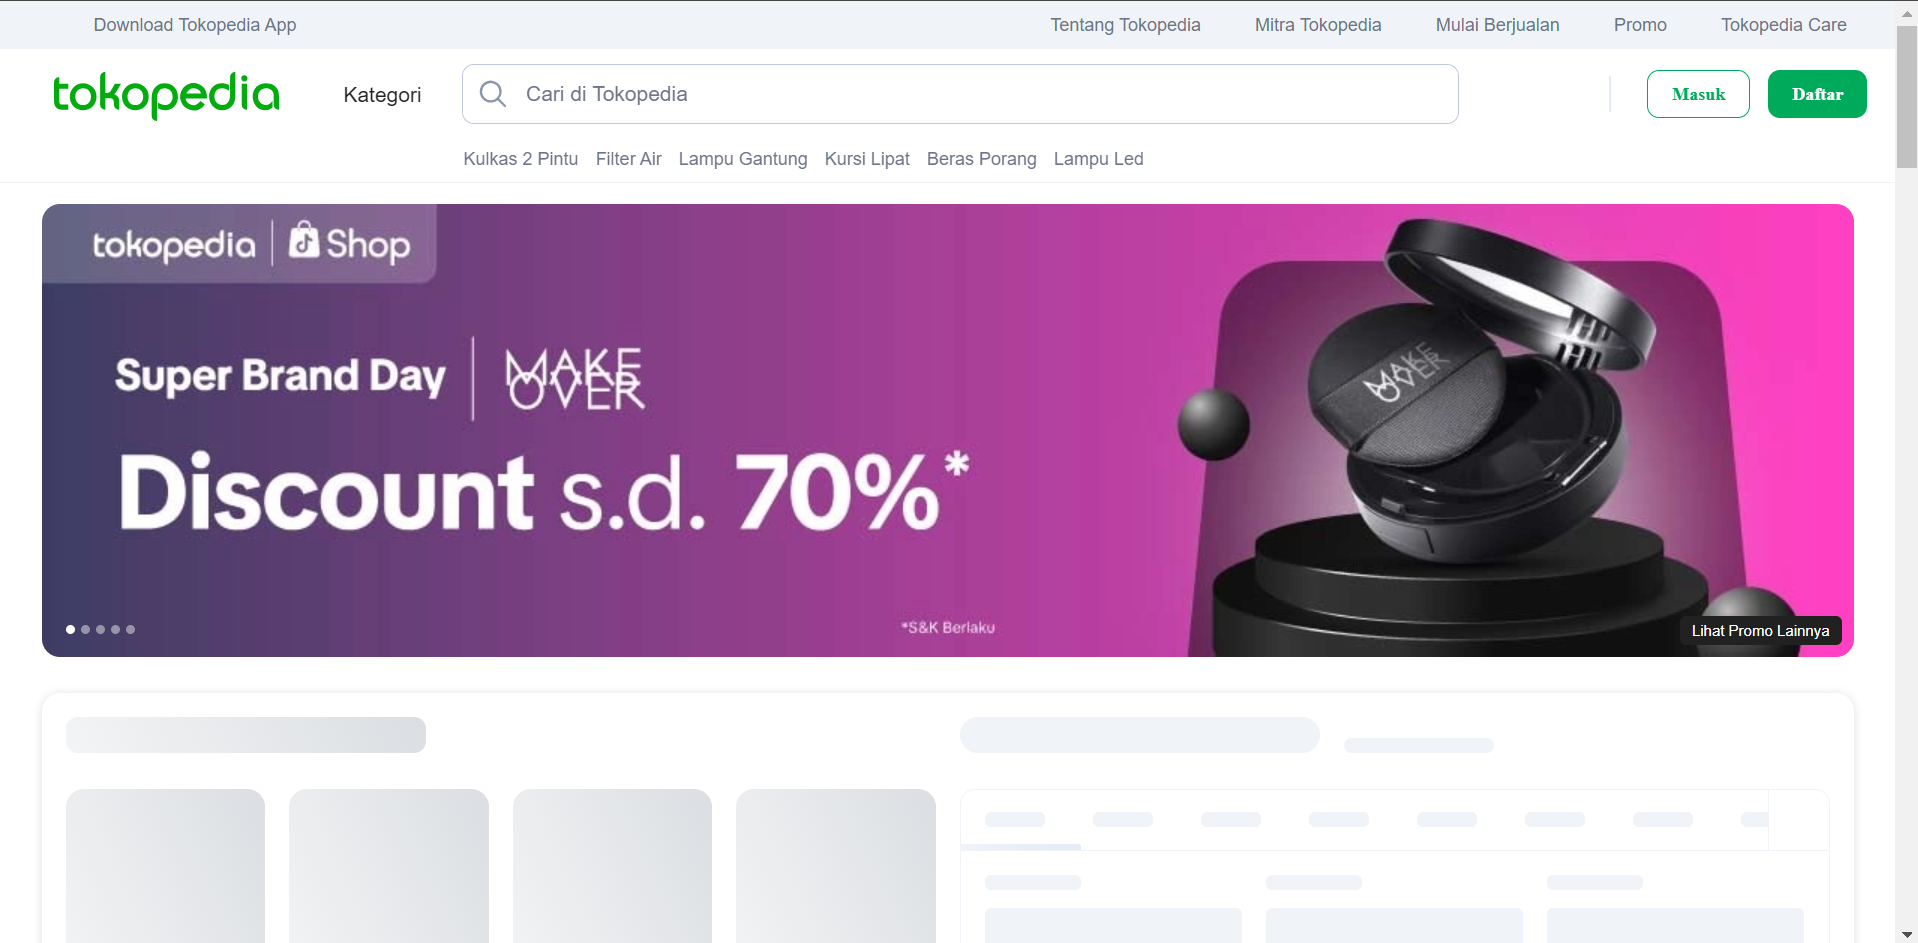 Download Tokopedia App
Tentang Tokopedia
Mitra Tokopedia
Mulai Berjualan
Promo
Tokopedia Care
tokopedia
Kategori
Cari di Tokopedia
Masuk
Daftar
Kulkas 2 Pintu
Filter Air
Lampu Gantung
Kursi Lipat
Beras Porang
Lampu Led
tokopedia
Shop
Super Brand Day
MAKE
OVER
Discount s.d. 70%*
MAKE
OVER
*S&K Berlaku
Lihat Promo Lainnya